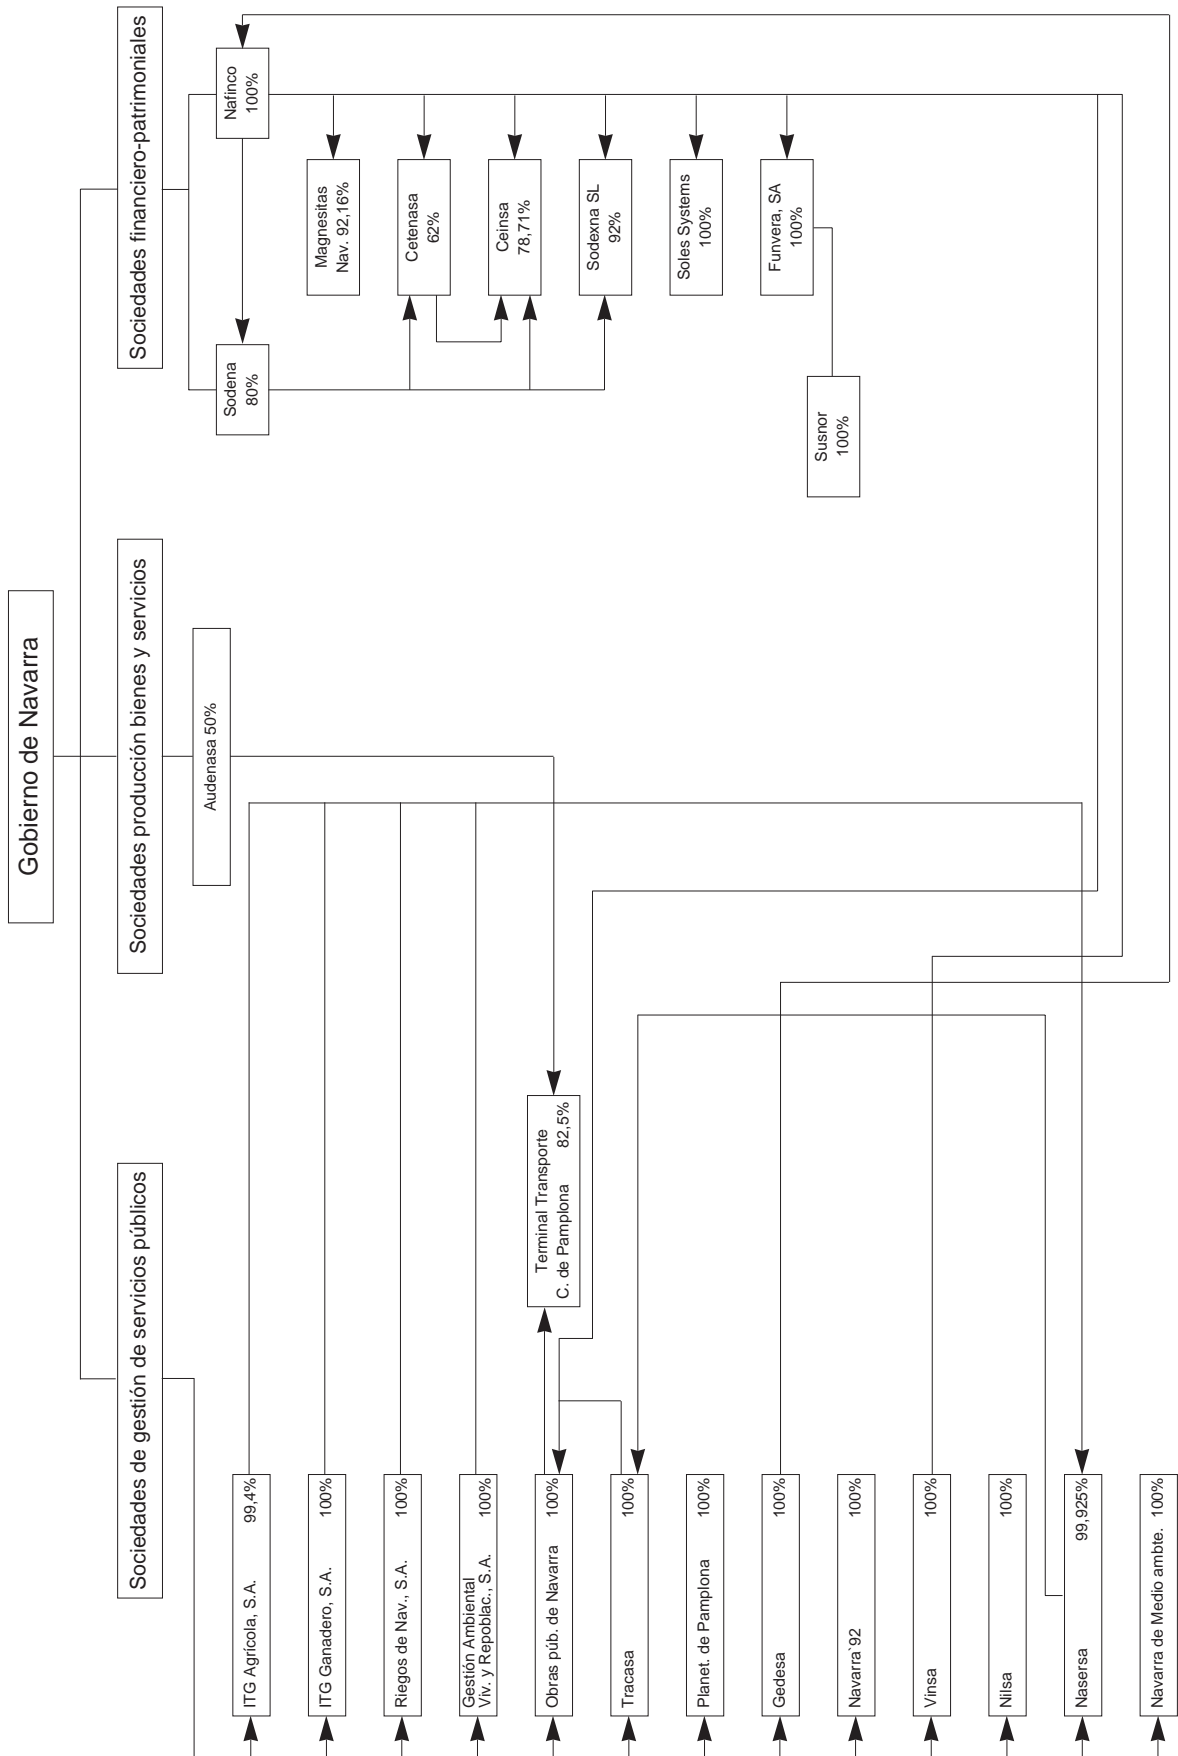 Gobierno de Navarra
Sociedades de gestión de servicios públicos
Sociedades producción bienes y servicios
Sociedades financiero-patrimoniales
Audenasa 50%
Sodena
80%
Nafinco
100%
Magnesitas
Nav. 92,16%
Cetenasa
62%
Ceinsa
78,71%
Sodexna SL
92%
Soles Systems
100%
Funvera, SA
100%
Susnor
100%
ITG Agrícola, S.A. 99,4%
ITG Ganadero, S.A. 100%
Riegos de Nav., S.A. 100%
Gestión Ambiental
Viv. y Repoblac., S.A. 100%
Obras púb. de Navarra 100%
Terminal Transporte
C. de Pamplona 82,5%
Tracasa 100%
Planet. de Pamplona 100%
Gedesa 100%
Navarra`92 100%
Vinsa 100%
Nilsa 100%
Nasersa 99,925%
Navarra de Medio ambte. 100%